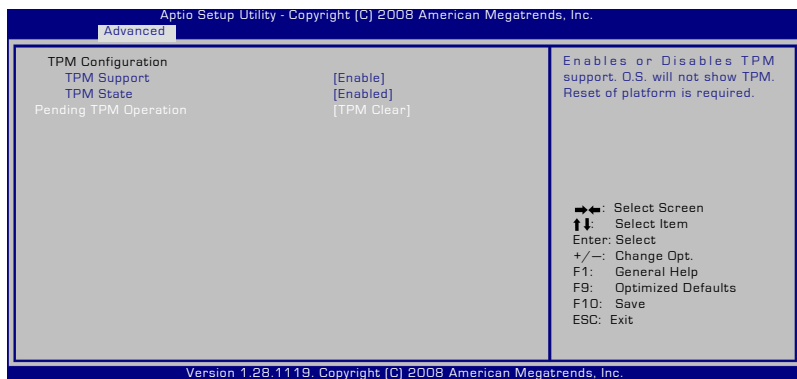 Aptio Setup Utility - Copyright (C) 2008 American Megatrends, Inc.
Advanced
TPM Configuration
TPM Support [Enable]
TPM State [Enabled]
Pending TPM Operation [TPM Clear]
Enables or Disables TPM
support. O.S. will not show TPM.
Reset of platform is required.
→←: Select Screen
↑↓: Select Item
Enter: Select
+/—: Change Opt.
F1: General Help
F9: Optimized Defaults
F10: Save
ESC: Exit
Version 1.28.1119. Copyright (C) 2008 American Megatrends, Inc.